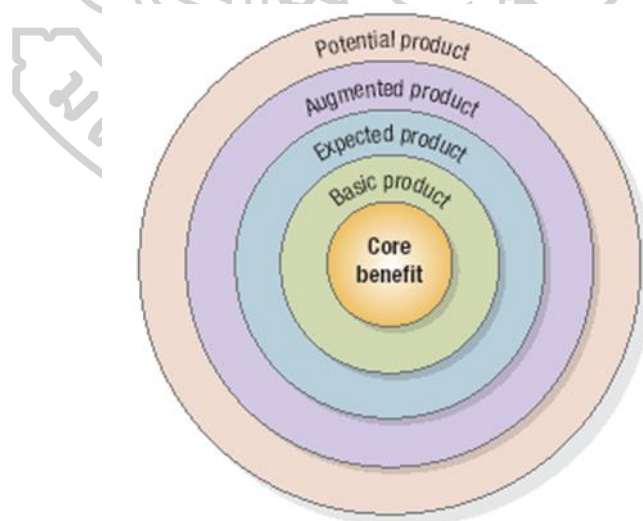 Potential product
Augmented product
Expected product
Basic product
Core
benefit